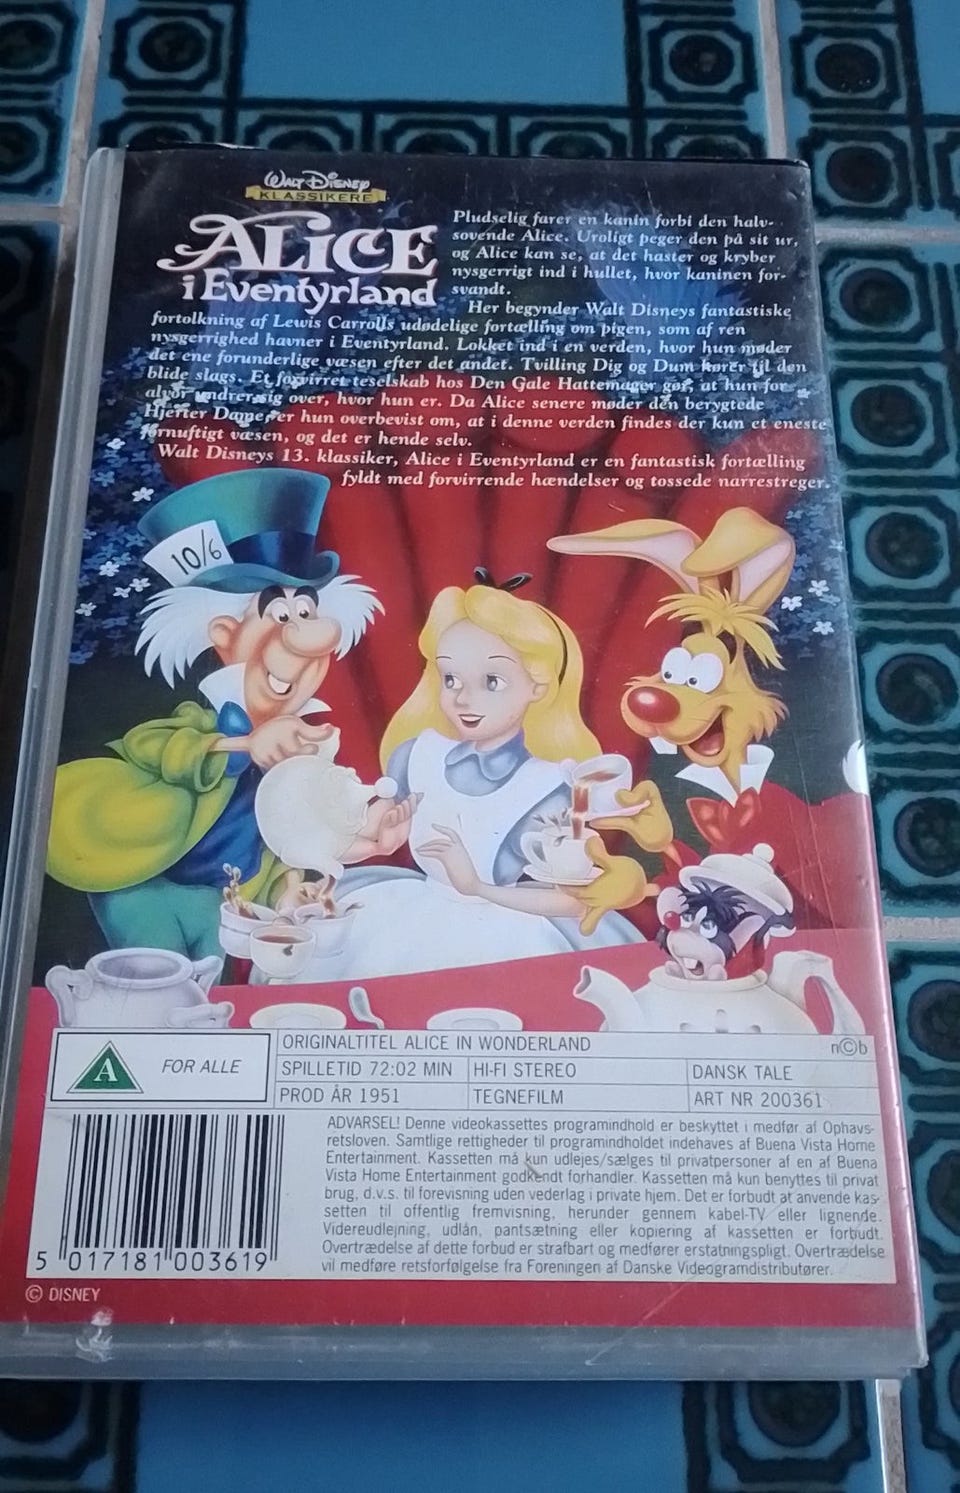 WALT DISNEY
KLASSIKERE
ALICE
i Eventyrland
Pludselig farer en kanin forbi den halv-
sovende Alice. Uroligt peger den på sit ur,
og Alice kan se, at det haster og kryber
nysgerrigt ind i hullet, hvor kaninen for-
svandt.
Her begynder Walt Disneys fantastiske
fortolkning af Lewis Carrolls udødelige fortælling om pigen, som af ren
nysgerrighed havner i Eventyrland. Lokket ind i en verden, hvor hun møder
det ene forunderlige væsen efter det andet. Tvilling Dig og Dum hører til den
blide slags. Et forvirret teselskab hos Den Gale Hattemager gør, at hun for
alvor undrer sig over, hvor hun er. Da Alice senere møder den berygtede
Hjerter Dame, er hun overbevist om, at i denne verden findes der kun et eneste
fornuftigt væsen, og det er hende selv.
Walt Disneys 13. klassiker, Alice i Eventyrland er en fantastisk fortælling
fyldt med forvirrende hændelser og tossede narrestreger.
10/6
A FOR ALLE
ORIGINALTITEL ALICE IN WONDERLAND
n©b
SPILLETID 72:02 MIN HI-FI STEREO DANSK TALE
PROD ÅR 1951 TEGNEFILM ART NR 200361
ADVARSEL! Denne videokassettes programindhold er beskyttet i medfør af Ophavs-
retsloven. Samtlige rettigheder til programindholdet indehaves af Buena Vista Home
Entertainment. Kassetten må kun udlejes/sælges til privatpersoner af en af Buena
Vista Home Entertainment godkendt forhandler. Kassetten må kun benyttes til privat
brug, d.v.s. til forevisning uden vederlag i private hjem. Det er forbudt at anvende kas-
setten til offentlig fremvisning, herunder gennem kabel-TV eller lignende.
Videreudlejning, udlån, pantsætning eller kopiering af kassetten er forbudt.
Overtrædelse af dette forbud er strafbart og medfører erstatningspligt. Overtrædelse
vil medføre retsforfølgelse fra Foreningen af Danske Videogramdistributører.
5 017181 003619
© DISNEY